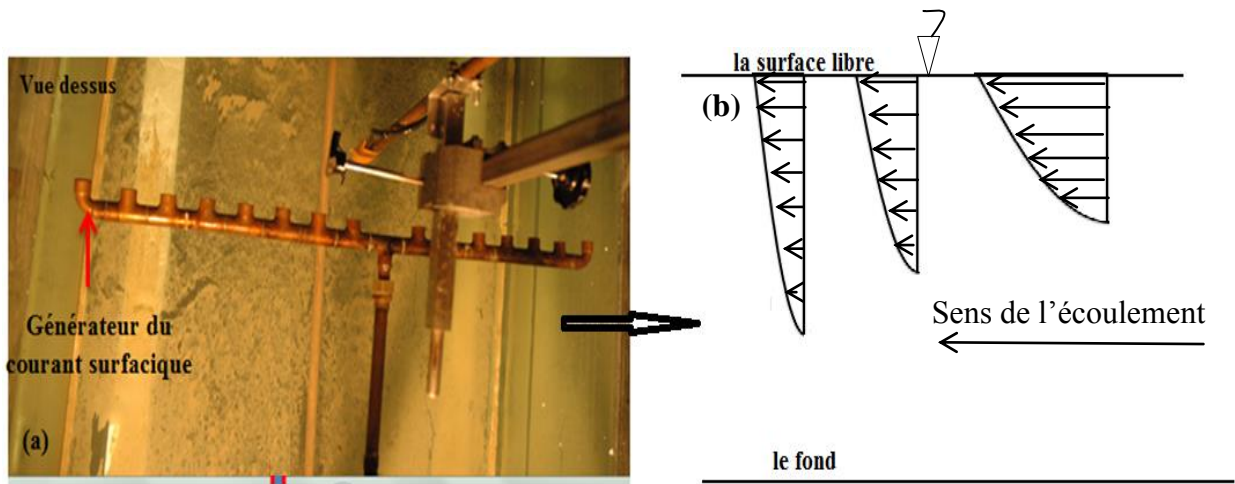 Vue dessus
Générateur du
courant surfacique
(a)
la surface libre
(b)
Sens de l’écoulement
le fond